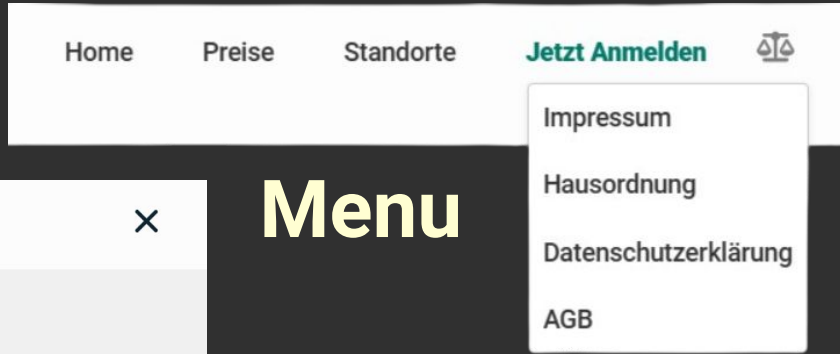 Home Preise Standorte Jetzt Anmelden
Impressum
Hausordnung
Datenschutzerklärung
AGB
Menu